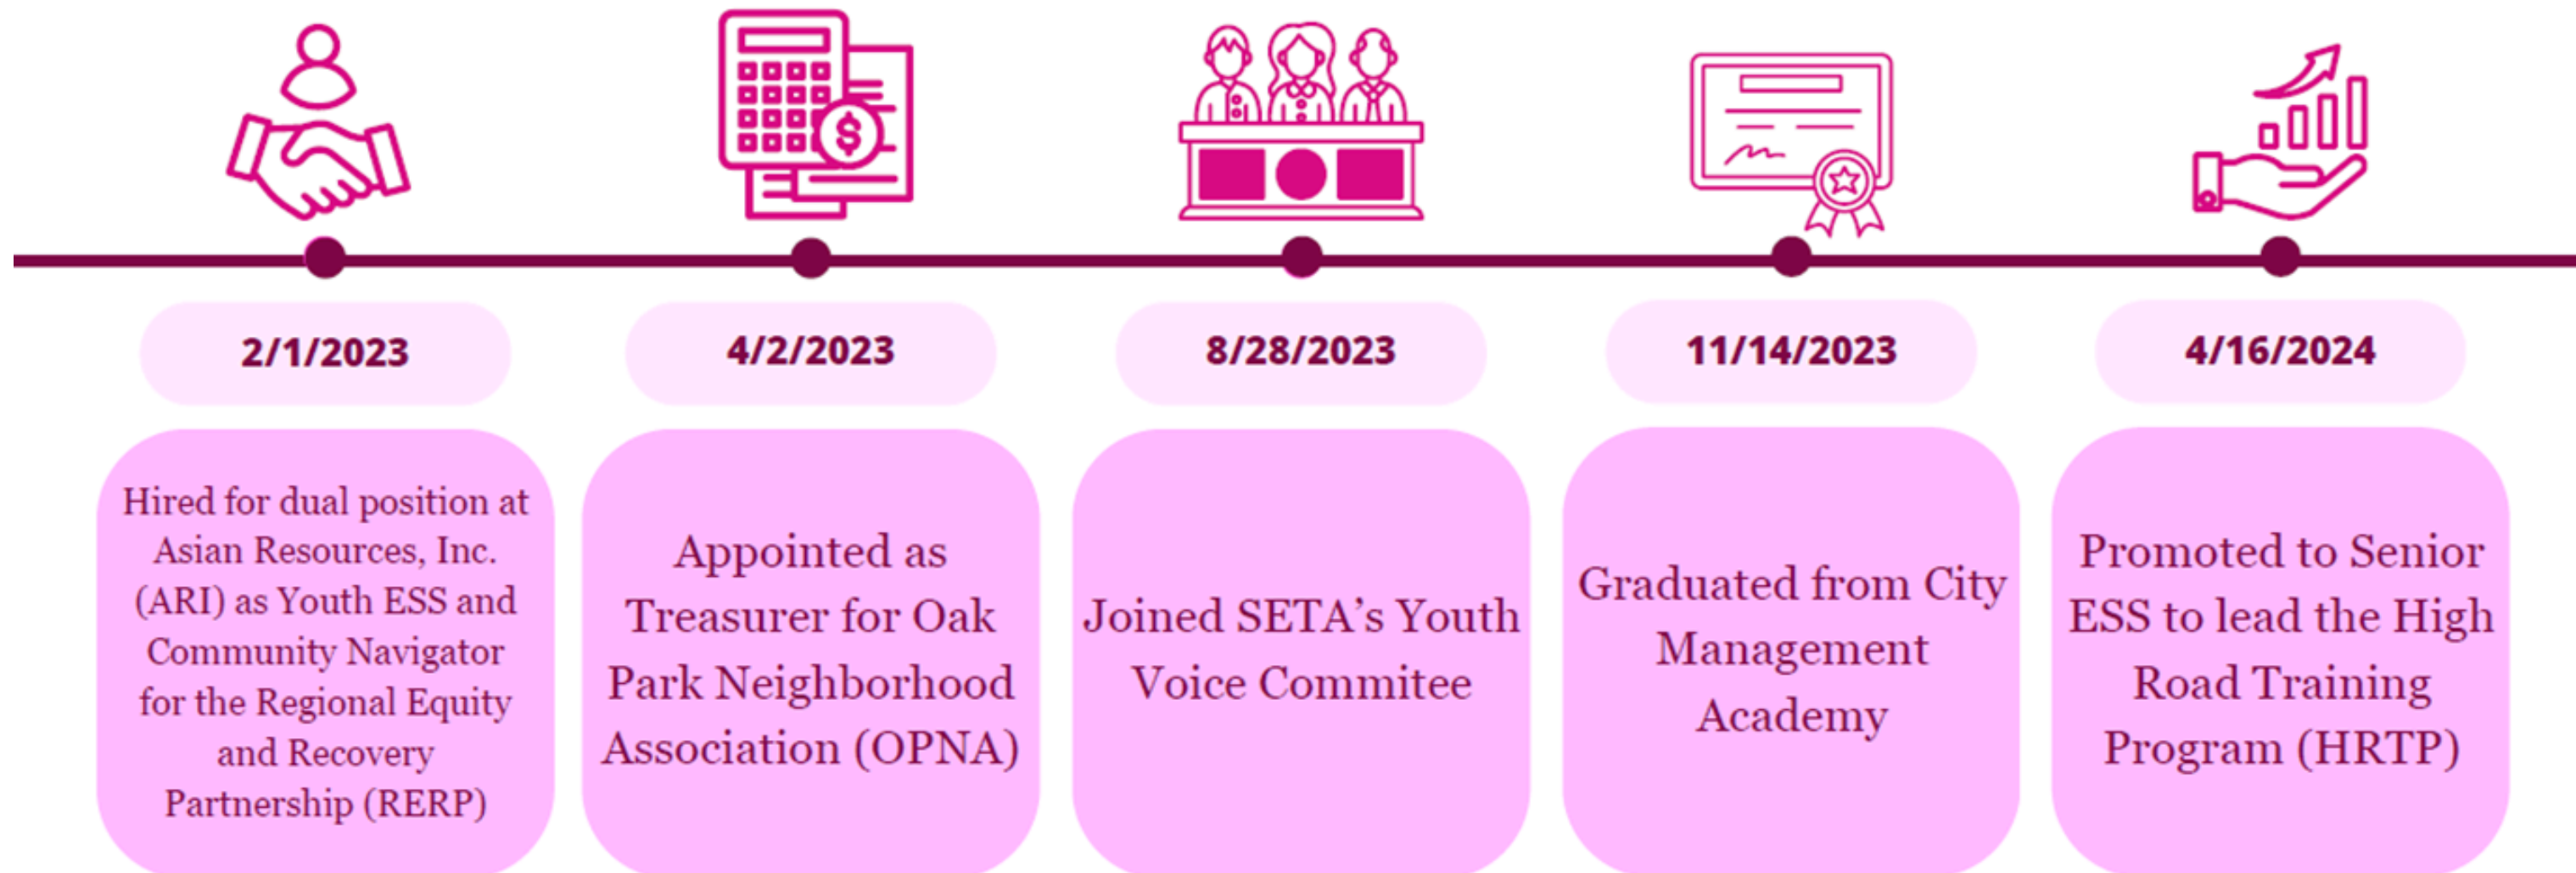 2/1/2023
Hired for dual position at
Asian Resources, Inc.
(ARI) as Youth ESS and
Community Navigator
for the Regional Equity
and Recovery
Partnership (RERP)
4/2/2023
Appointed as
Treasurer for Oak
Park Neighborhood
Association (OPNA)
8/28/2023
Joined SETA’s Youth
Voice Commitee
11/14/2023
Graduated from City
Management
Academy
4/16/2024
Promoted to Senior
ESS to lead the High
Road Training
Program (HRTP)